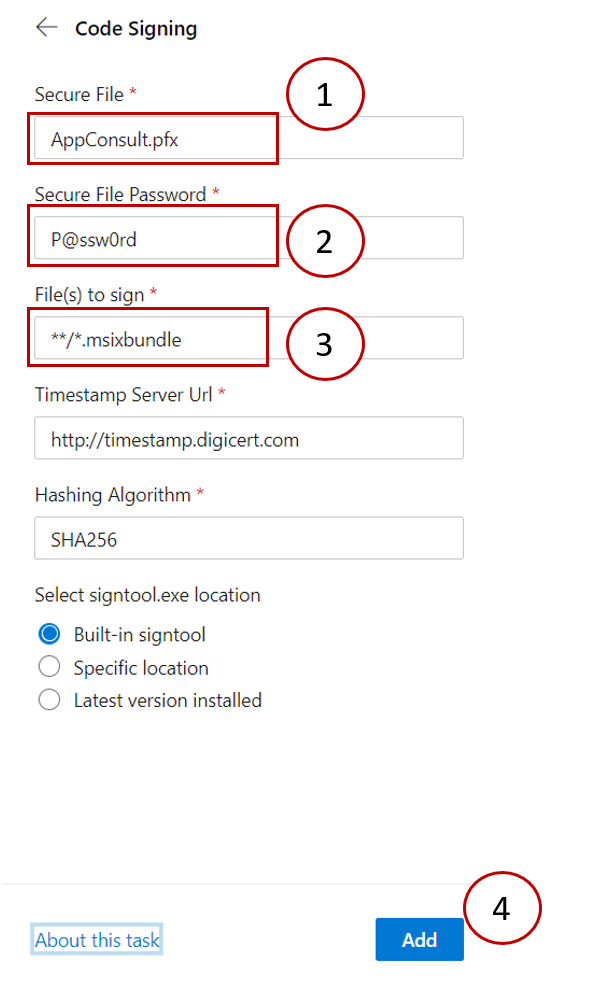 Code Signing
1
Secure File *
AppConsult.pfx
Secure File Password *
P@ssw0rd
2
File(s) to sign *
**/*.msixbundle
3
Timestamp Server Url *
http://timestamp.digicert.com
Hashing Algorithm *
SHA256
Select signtool.exe location
Built-in signtool
Specific location
Latest version installed
4
About this task
Add